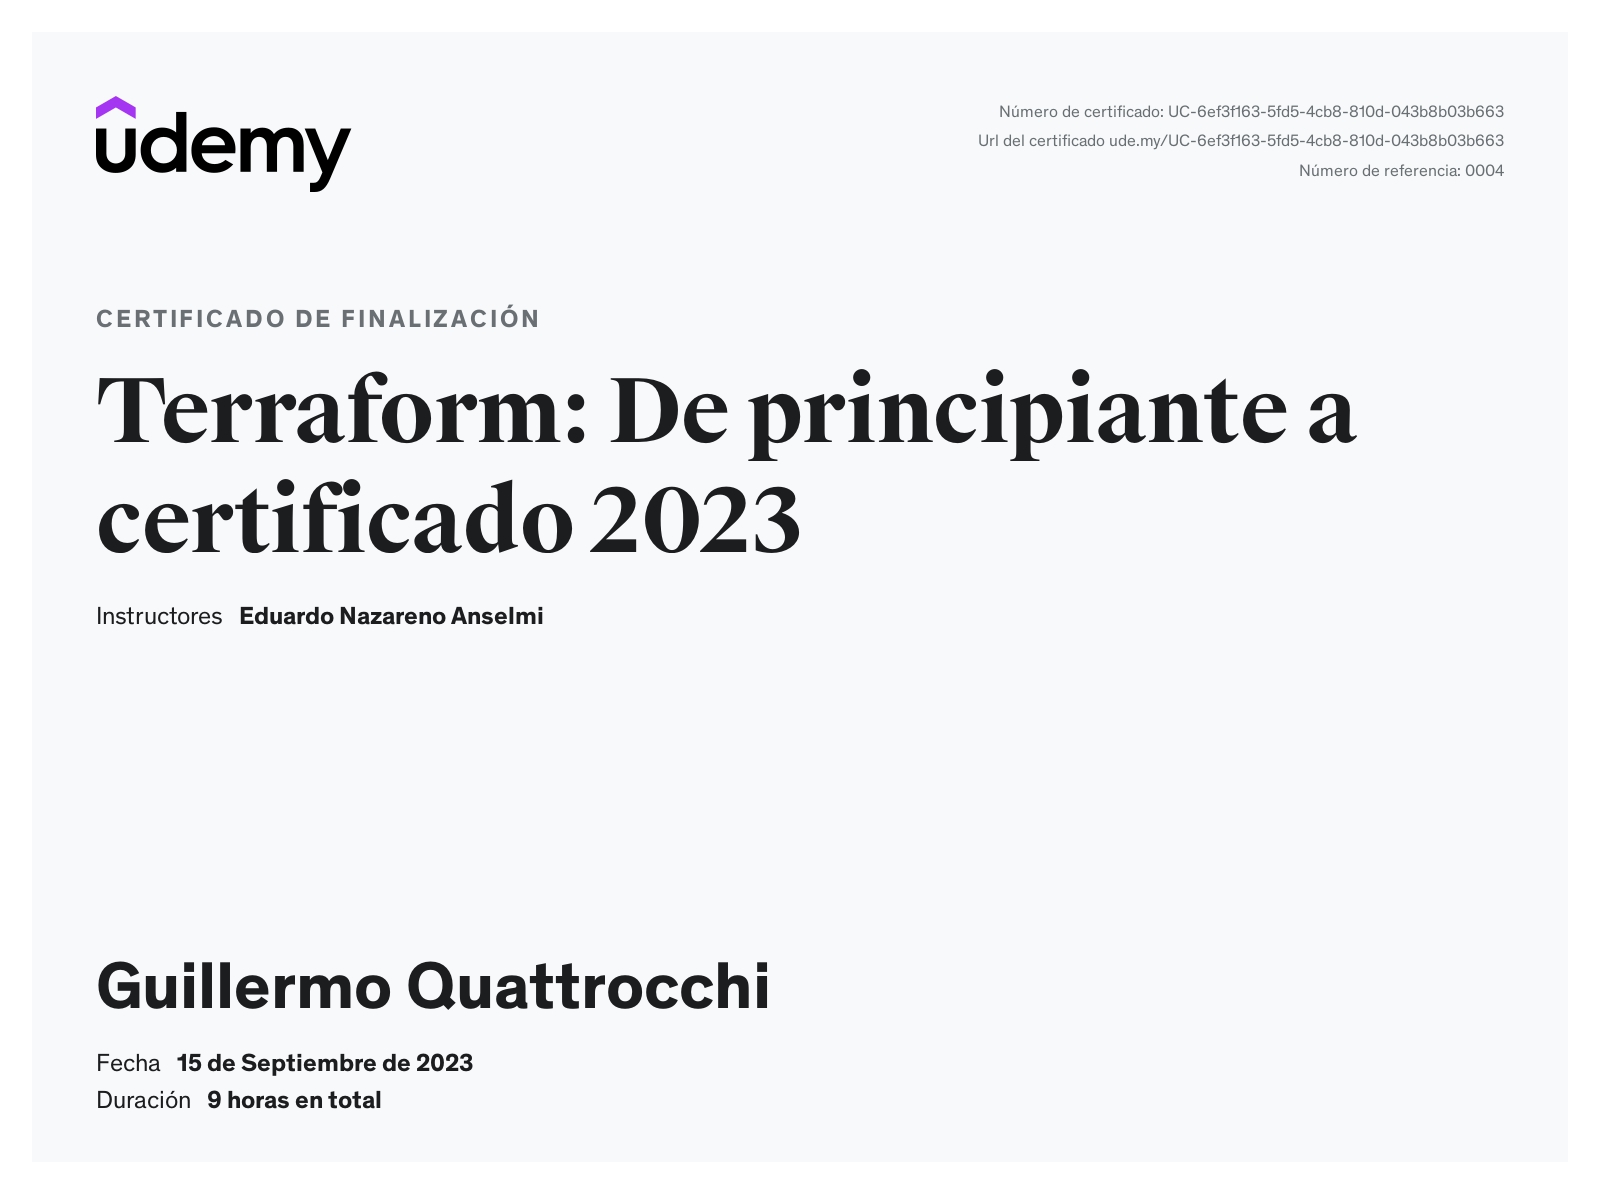 udemy
Número de certificado: UC-6ef3f163-5fd5-4cb8-810d-043b8b03b663
Url del certificado ude.my/UC-6ef3f163-5fd5-4cb8-810d-043b8b03b663
Número de referencia: 0004
CERTIFICADO DE FINALIZACIÓN
Terraform: De principiante a
certificado 2023
Instructores Eduardo Nazareno Anselmi
Guillermo Quattrocchi
Fecha 15 de Septiembre de 2023
Duración 9 horas en total